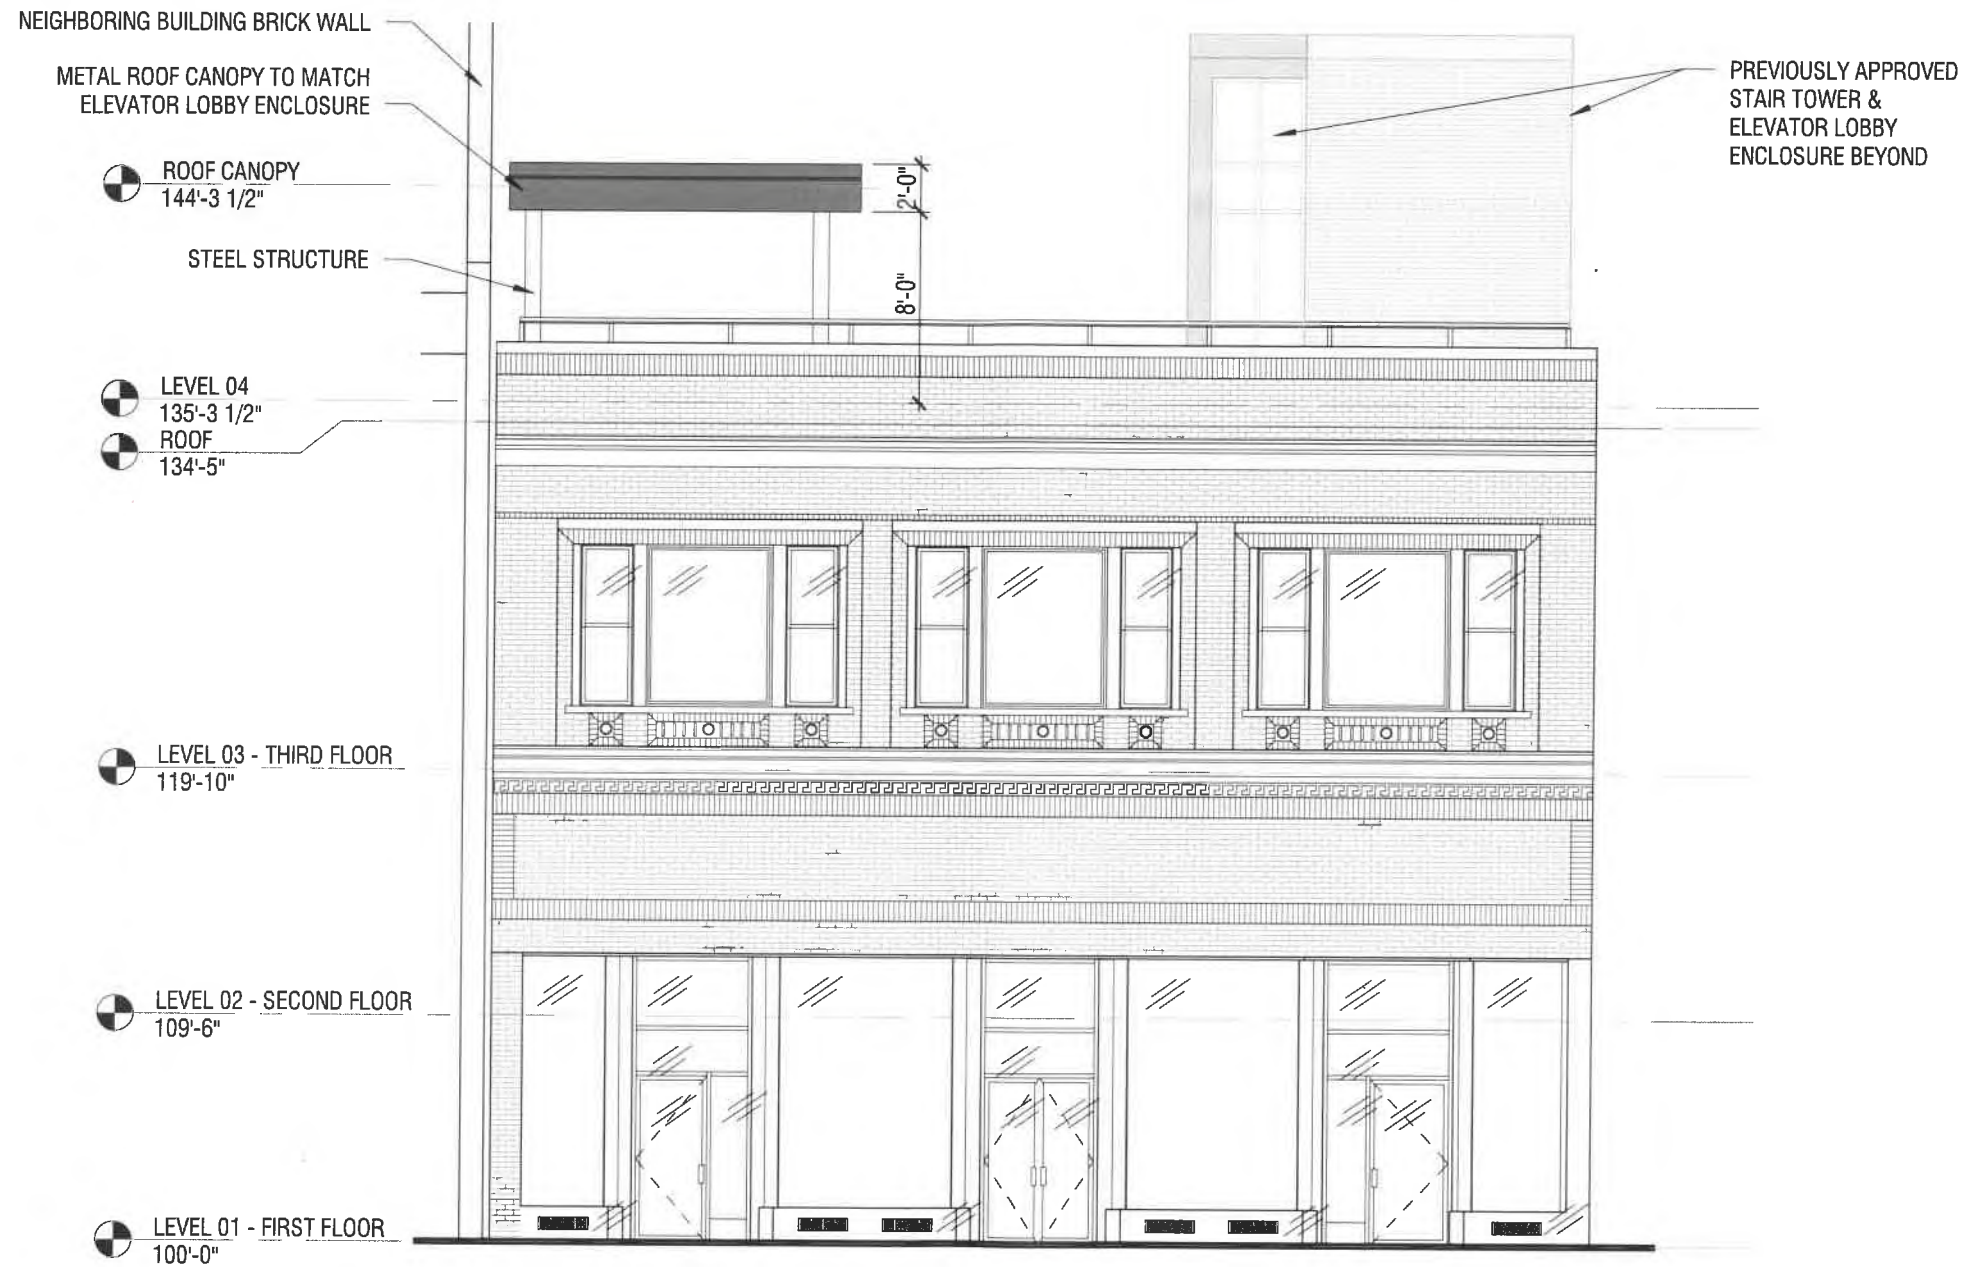 NEIGHBORING BUILDING BRICK WALL
METAL ROOF CANOPY TO MATCH
ELEVATOR LOBBY ENCLOSURE
PREVIOUSLY APPROVED
STAIR TOWER &
ELEVATOR LOBBY
ENCLOSURE BEYOND
ROOF CANOPY
144'-3 1/2"
2'-0"
STEEL STRUCTURE
8'-0"
LEVEL 04
135'-3 1/2"
ROOF
134'-5"
LEVEL 03 - THIRD FLOOR
119'-10"
LEVEL 02 - SECOND FLOOR
109'-6"
LEVEL 01 - FIRST FLOOR
100'-0"